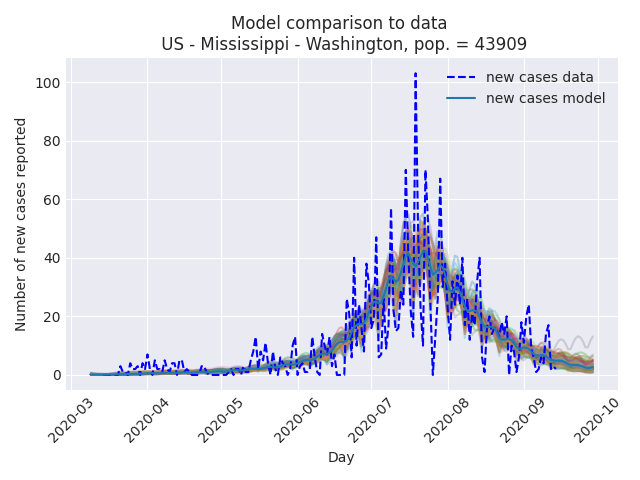 Model comparison to data
US - Mississippi - Washington, pop. = 43909
new cases data
new cases model
Number of new cases reported
100
80
60
40
20
0
2020-03
2020-04
2020-05
2020-06
2020-07
2020-08
2020-09
2020-10
Day